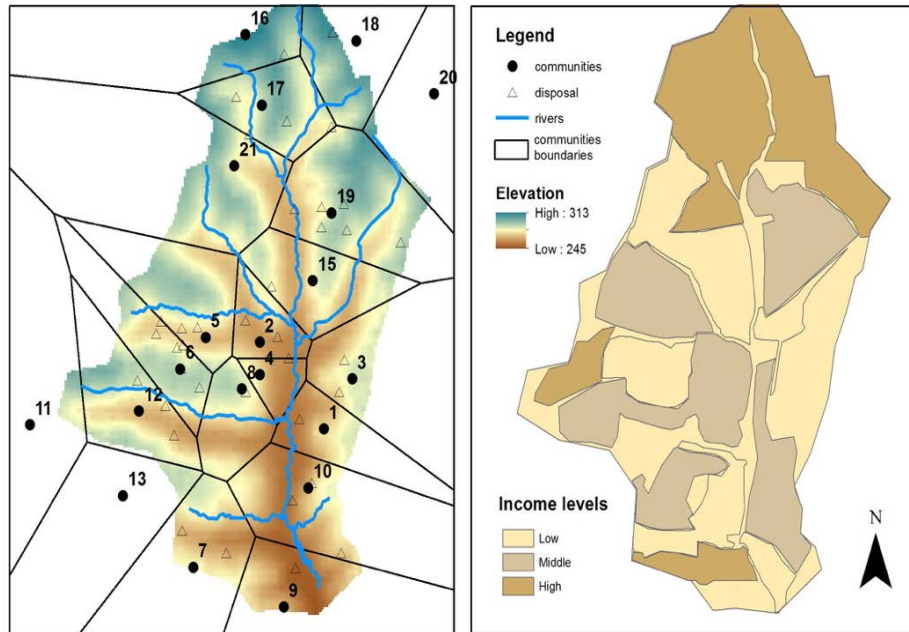 16
18
20
17
21
19
15
5
2
6
4
8
3
12
11
1
13
10
7
9
Legend
communities
disposal
rivers
communities
boundaries
Elevation
High : 313
Low : 245
Income levels
Low
Middle
High
N